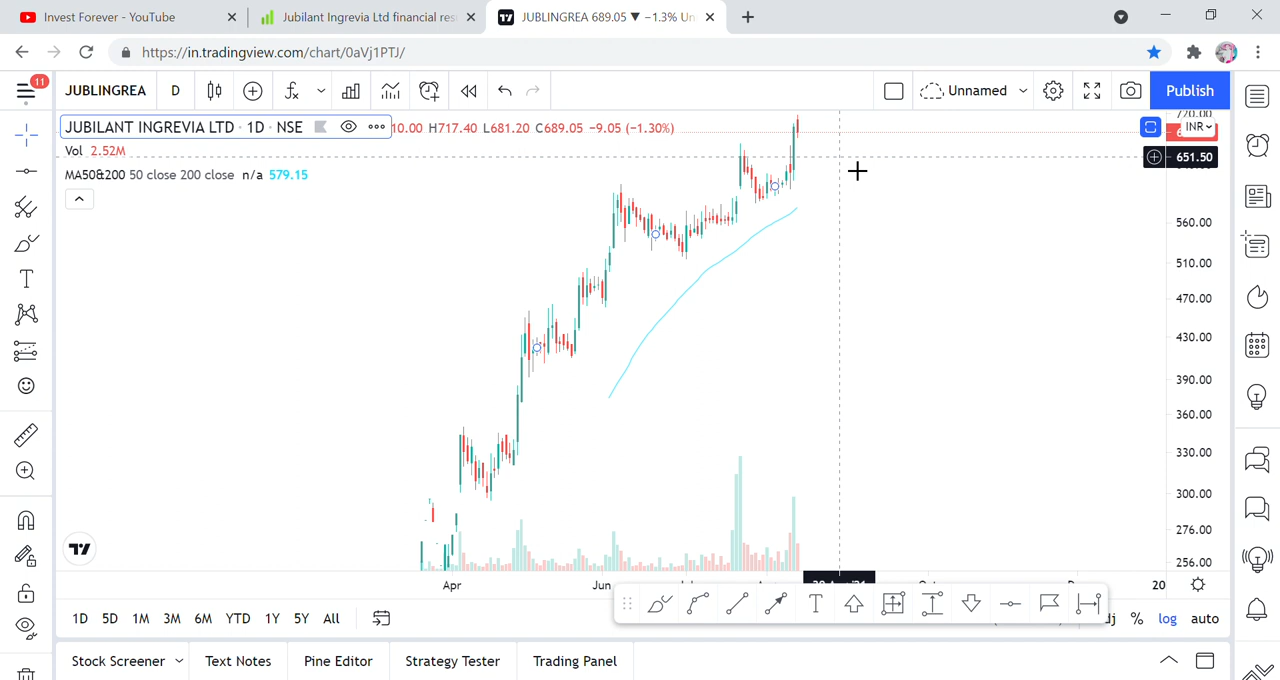 Invest Forever - YouTube
Jubilant Ingrevia Ltd financial res
JUBLINGREA 689.05 ▼ −1.3% Un
https://in.tradingview.com/chart/0aVj1PTJ/
11
JUBLINGREA
D
Unnamed
Publish
JUBILANT INGREVIA LTD · 1D · NSE
10.00 H717.40 L681.20 C689.05 −9.05 (−1.30%)
Vol 2.52M
MA50&200 50 close 200 close n/a 579.15
720.00
INR
651.50
560.00
510.00
470.00
430.00
390.00
360.00
330.00
300.00
276.00
256.00
Apr
Jun
20
1D
5D
1M
3M
6M
YTD
1Y
5Y
All
%
log
auto
Stock Screener
Text Notes
Pine Editor
Strategy Tester
Trading Panel